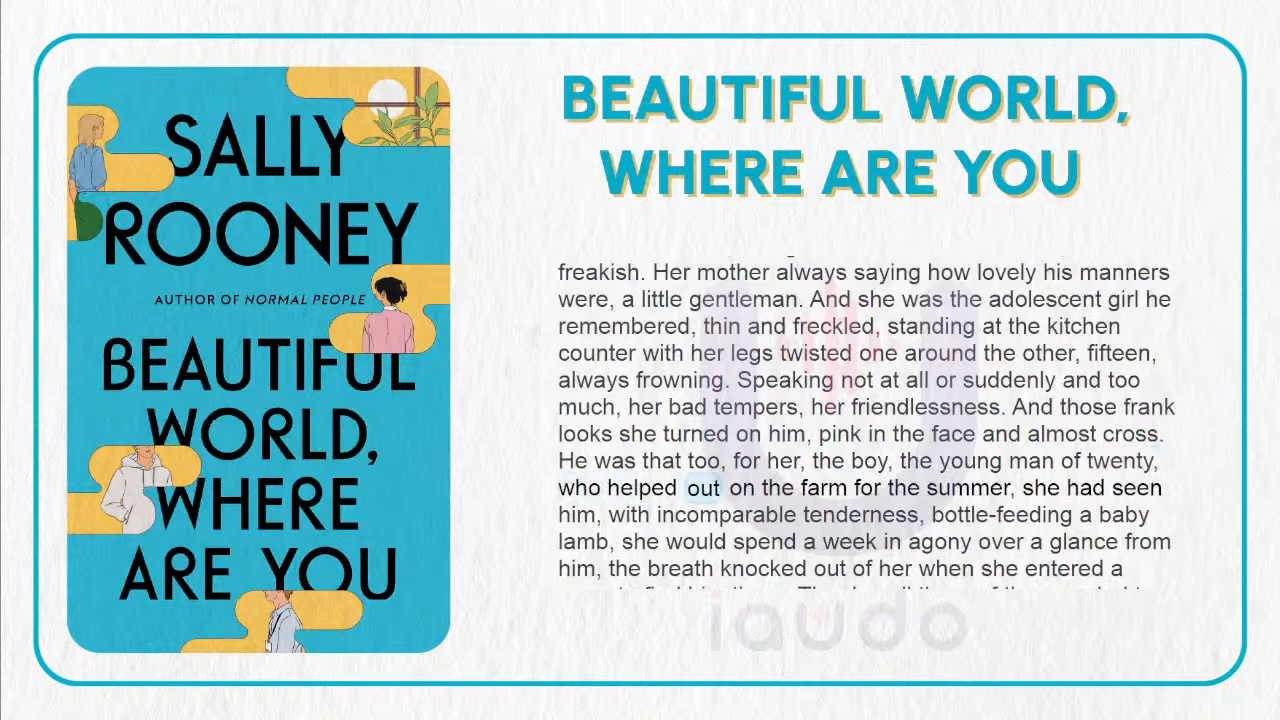 SALLY
ROONEY
AUTHOR OF NORMAL PEOPLE
BEAUTIFUL
WORLD,
WHERE
ARE YOU
BEAUTIFUL WORLD,
WHERE ARE YOU
freakish. Her mother always saying how lovely his manners
were, a little gentleman. And she was the adolescent girl he
remembered, thin and freckled, standing at the kitchen
counter with her legs twisted one around the other, fifteen,
always frowning. Speaking not at all or suddenly and too
much, her bad tempers, her friendlessness. And those frank
looks she turned on him, pink in the face and almost cross.
He was that too, for her, the boy, the young man of twenty,
who helped out on the farm for the summer, she had seen
him, with incomparable tenderness, bottle-feeding a baby
lamb, she would spend a week in agony over a glance from
him, the breath knocked out of her when she entered a
iaudo